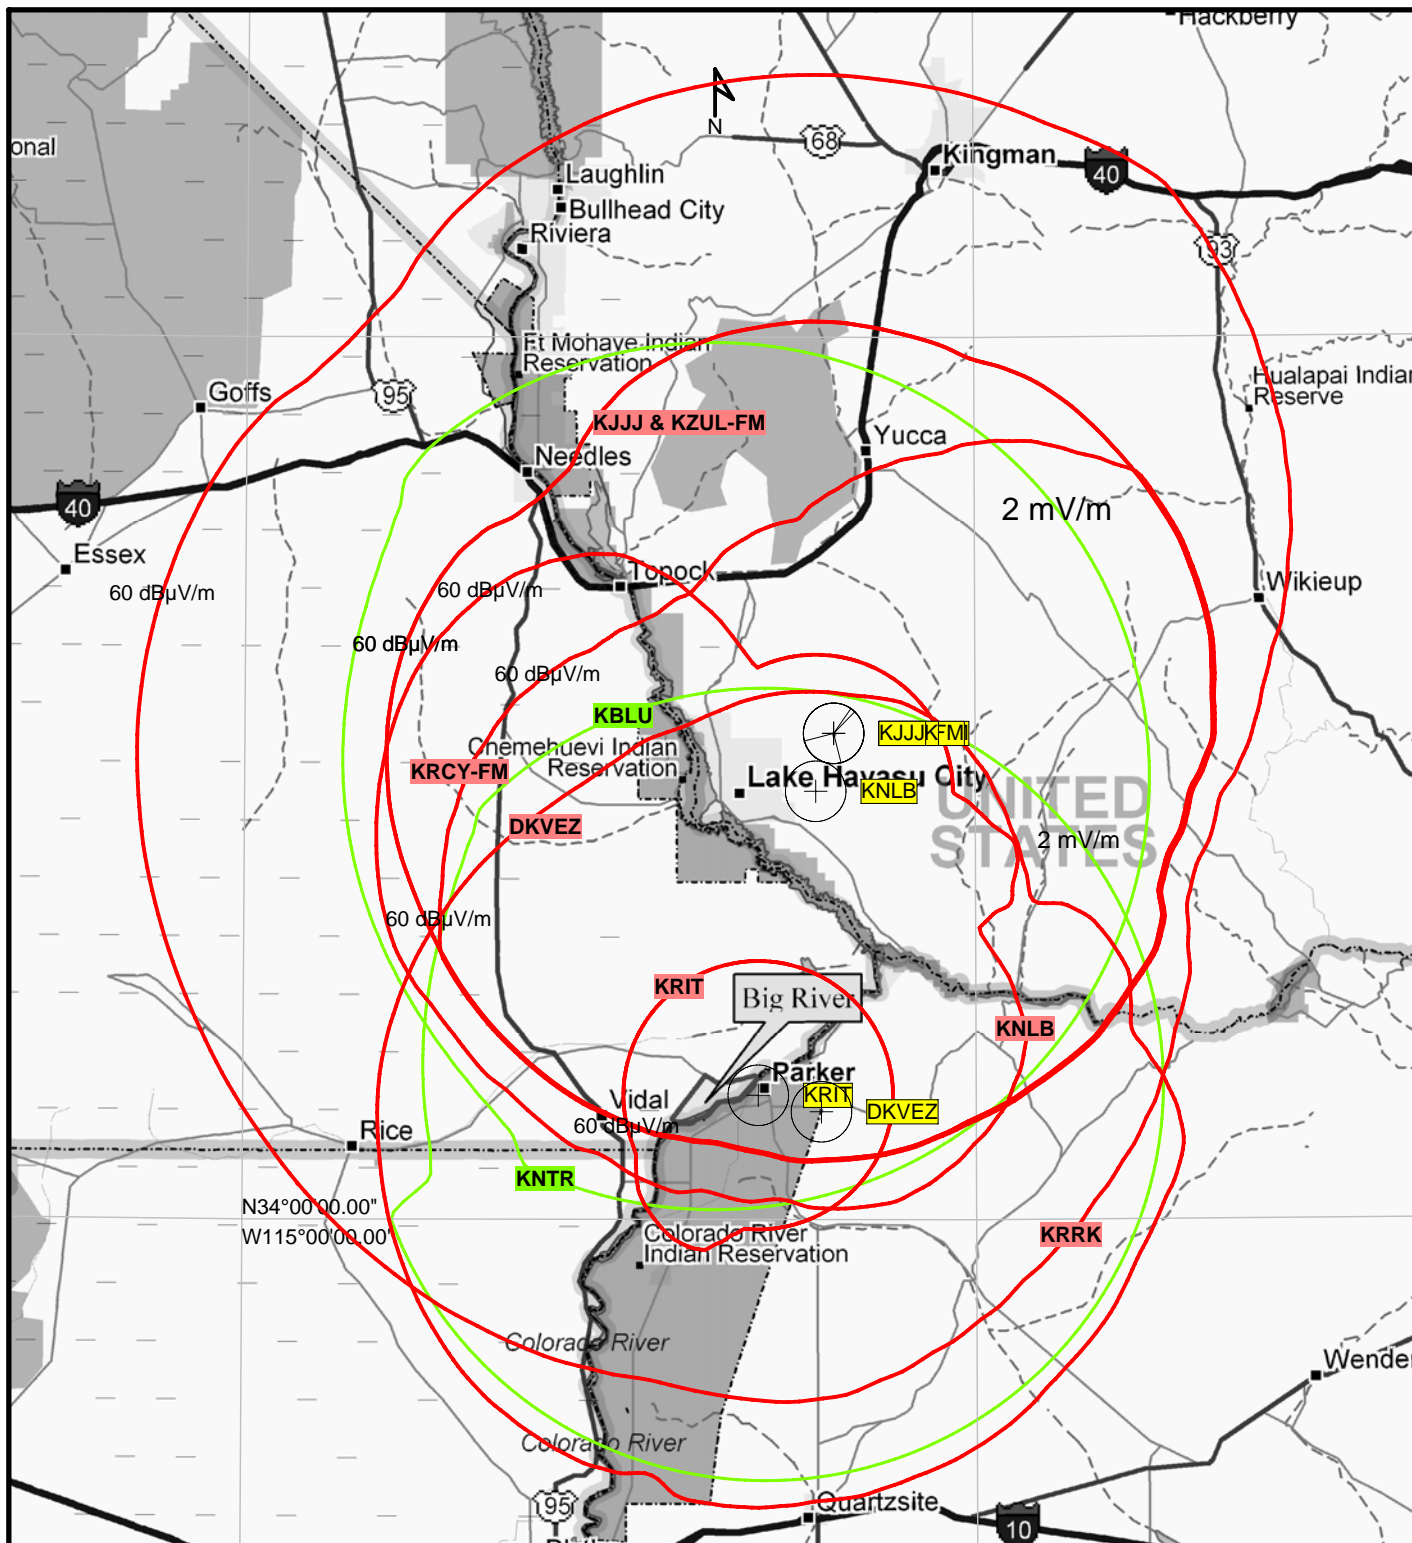 Hackberry
onal
N
68
Kingman
40
Laughlin
Bullhead City
Riviera
93
Ft Mohave Indian
Reservation
Hualapai Indian
Reserve
Goffs
95
KJJJ & KZUL-FM
Yucca
Needles
40
2 mV/m
Essex
Topock
Wikieup
60 dBµV/m
60 dBµV/m
60 dBµV/m
60 dBµV/m
KBLU
KJJJ
FM
Chemehuevi Indian
Reservation
KRCY-FM
Lake Havasu City
KNLB
UNITED
STATES
DKVEZ
2 mV/m
60 dBµV/m
KRIT
Big River
KNLB
Parker
KRIT
DKVEZ
Vidal
60 dBµV/m
Rice
KNTR
N34°00'00.00"
W115°00'00.00"
Colorado River
Indian Reservation
KRRK
Colorado River
Wende
Colorado River
95
Quartzsite
10